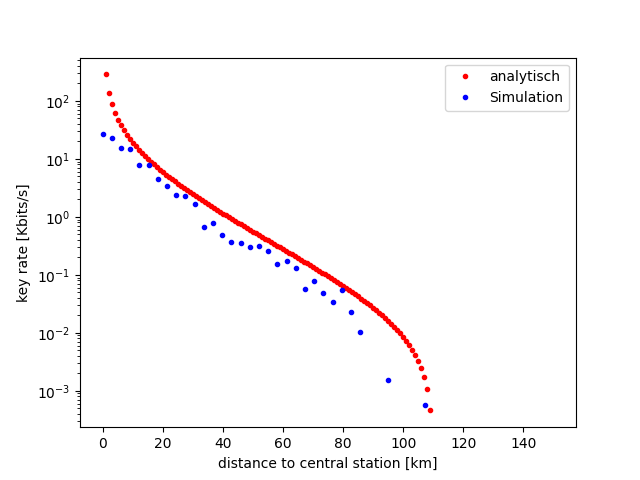 analytisch
Simulation
key rate [Kbits/s]
10²
10¹
10⁰
10⁻¹
10⁻²
10⁻³
0 20 40 60 80 100 120 140
distance to central station [km]